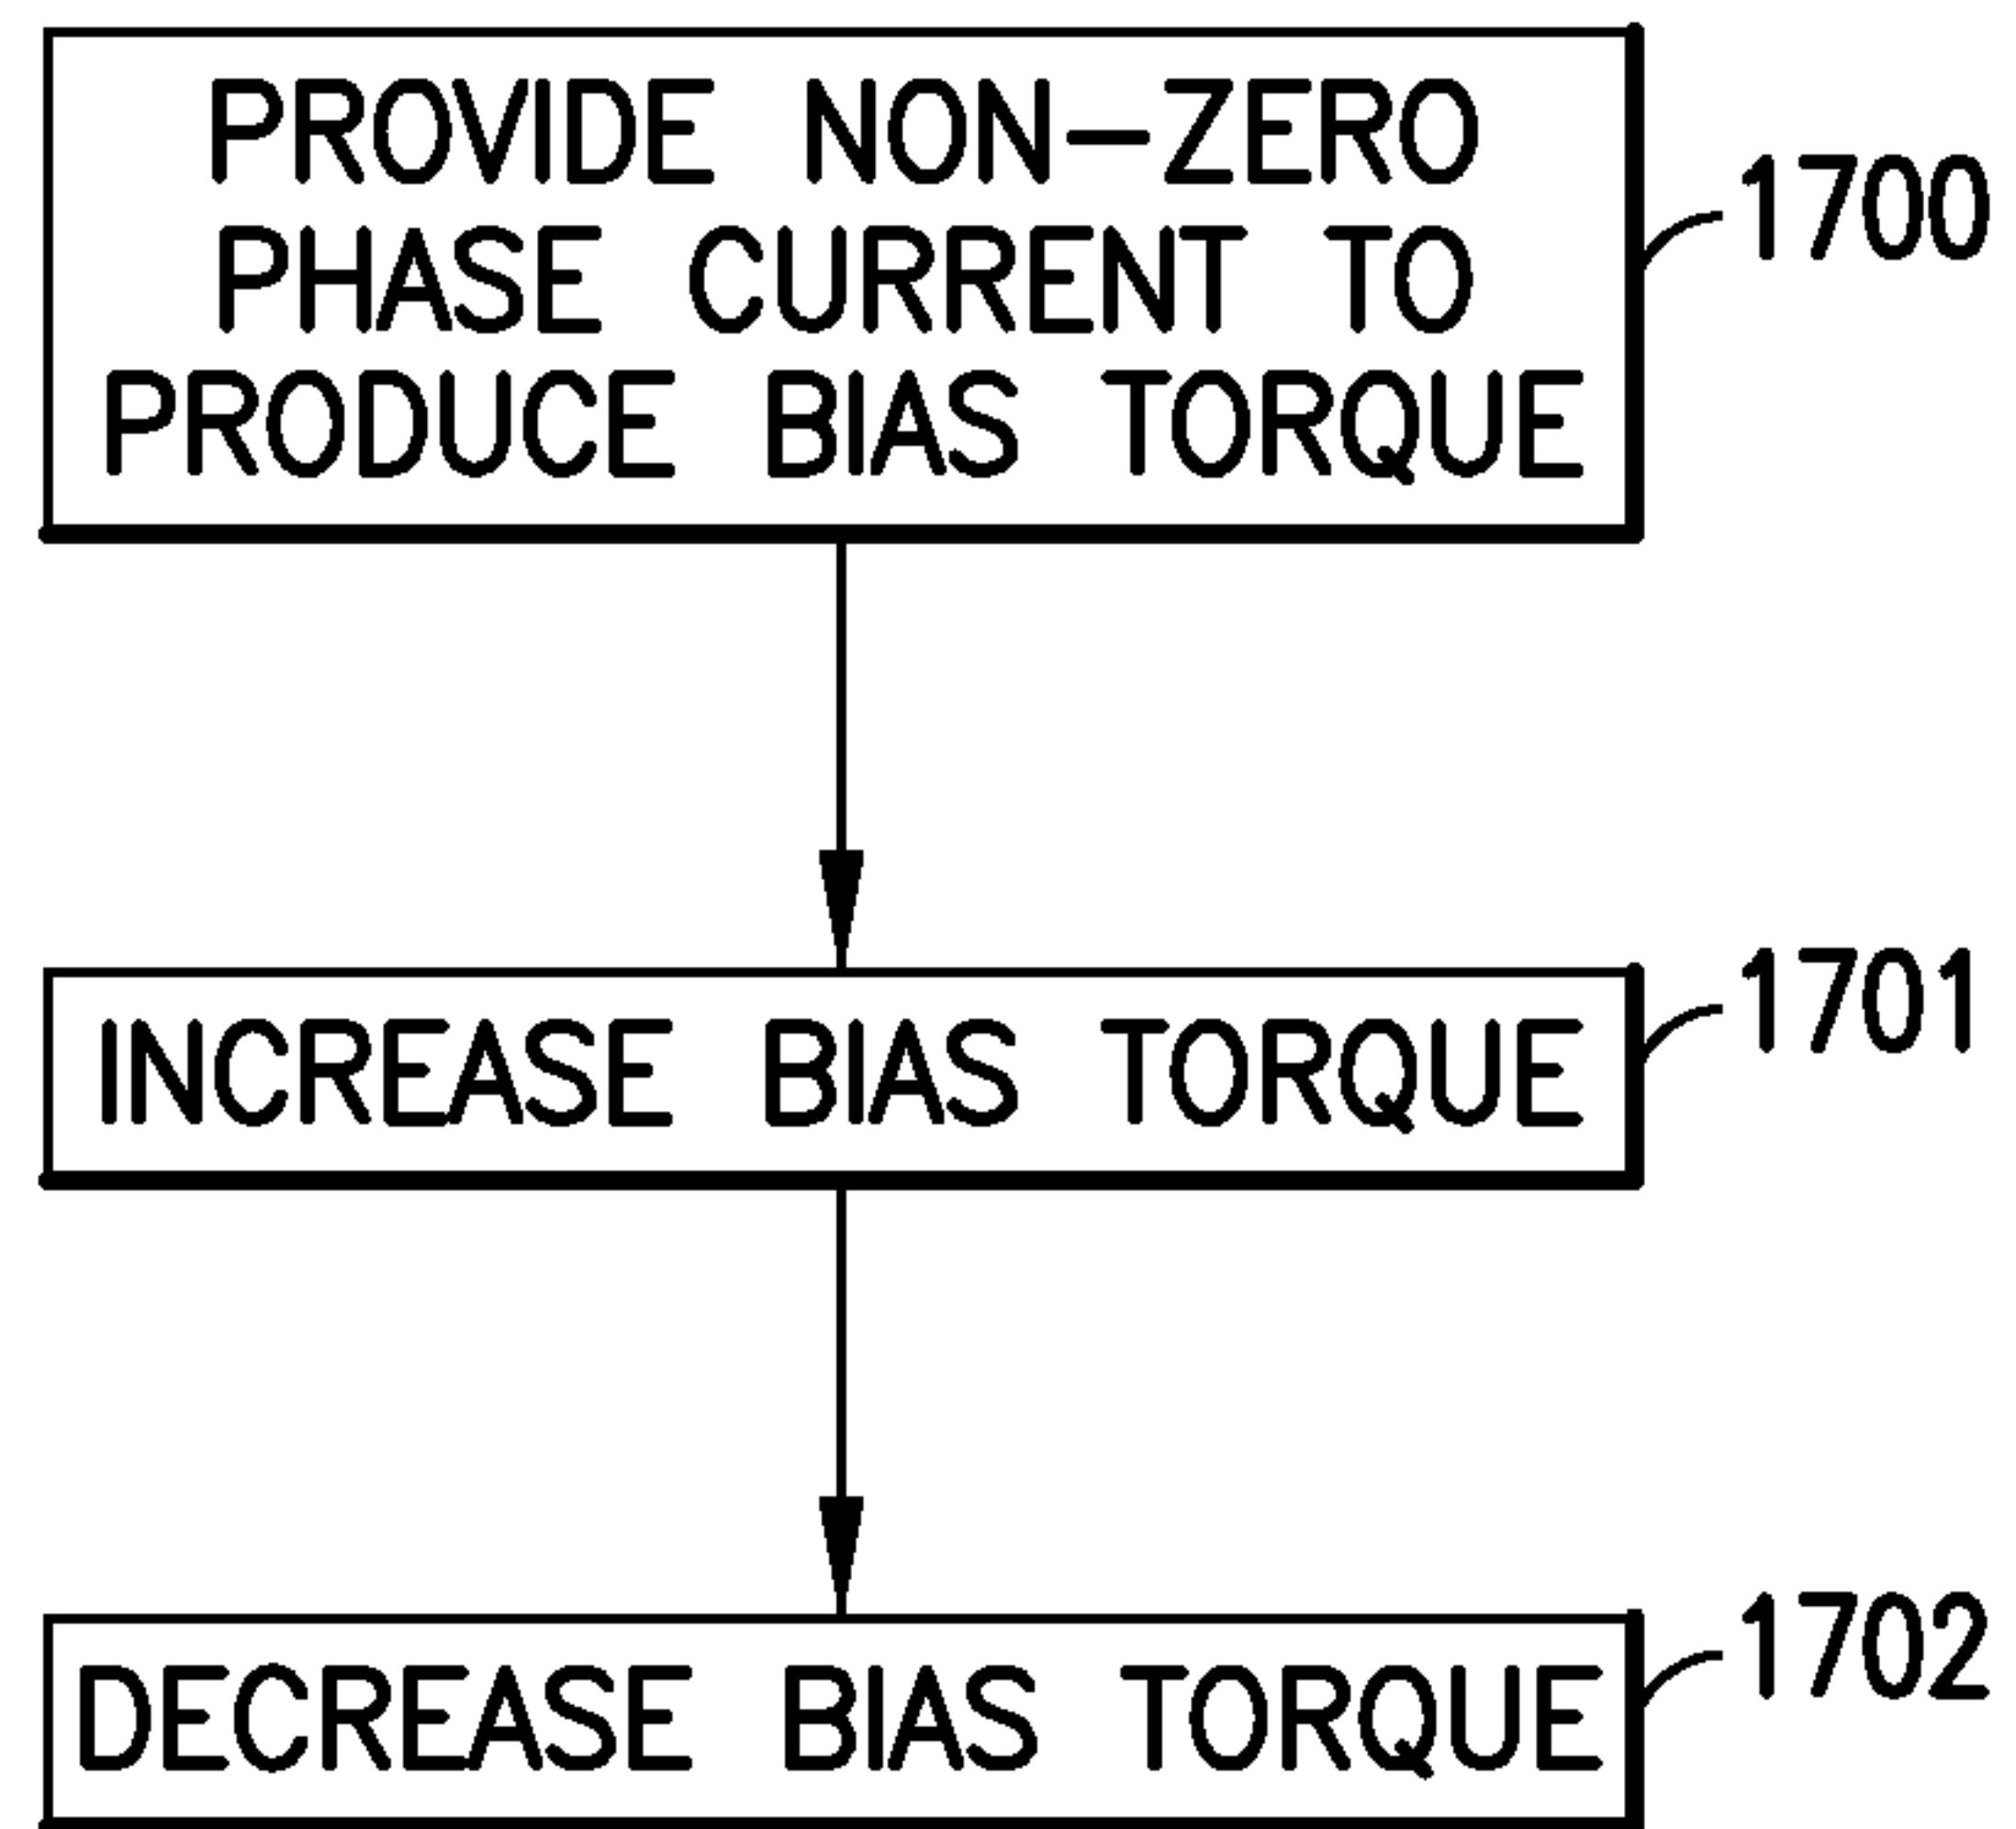 PROVIDE NON-ZERO
PHASE CURRENT TO
PRODUCE BIAS TORQUE
1700
INCREASE BIAS TORQUE
1701
DECREASE BIAS TORQUE
1702